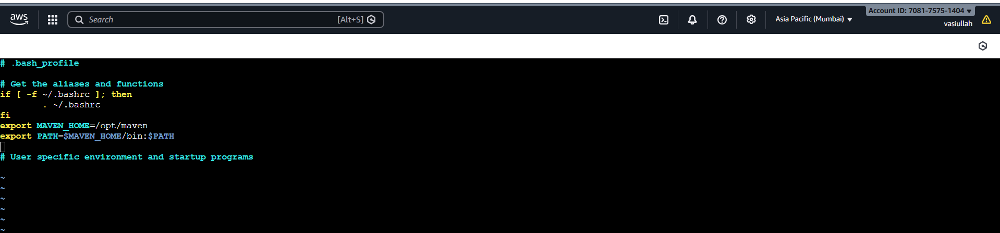 aws
Search [Alt+S]
Asia Pacific (Mumbai)
Account ID: 7081-7575-1404
vasiullah
# .bash_profile
# Get the aliases and functions
if [ -f ~/.bashrc ]; then
        . ~/.bashrc
fi
export MAVEN_HOME=/opt/maven
export PATH=$MAVEN_HOME/bin:$PATH
# User specific environment and startup programs
~
~
~
~
~
~